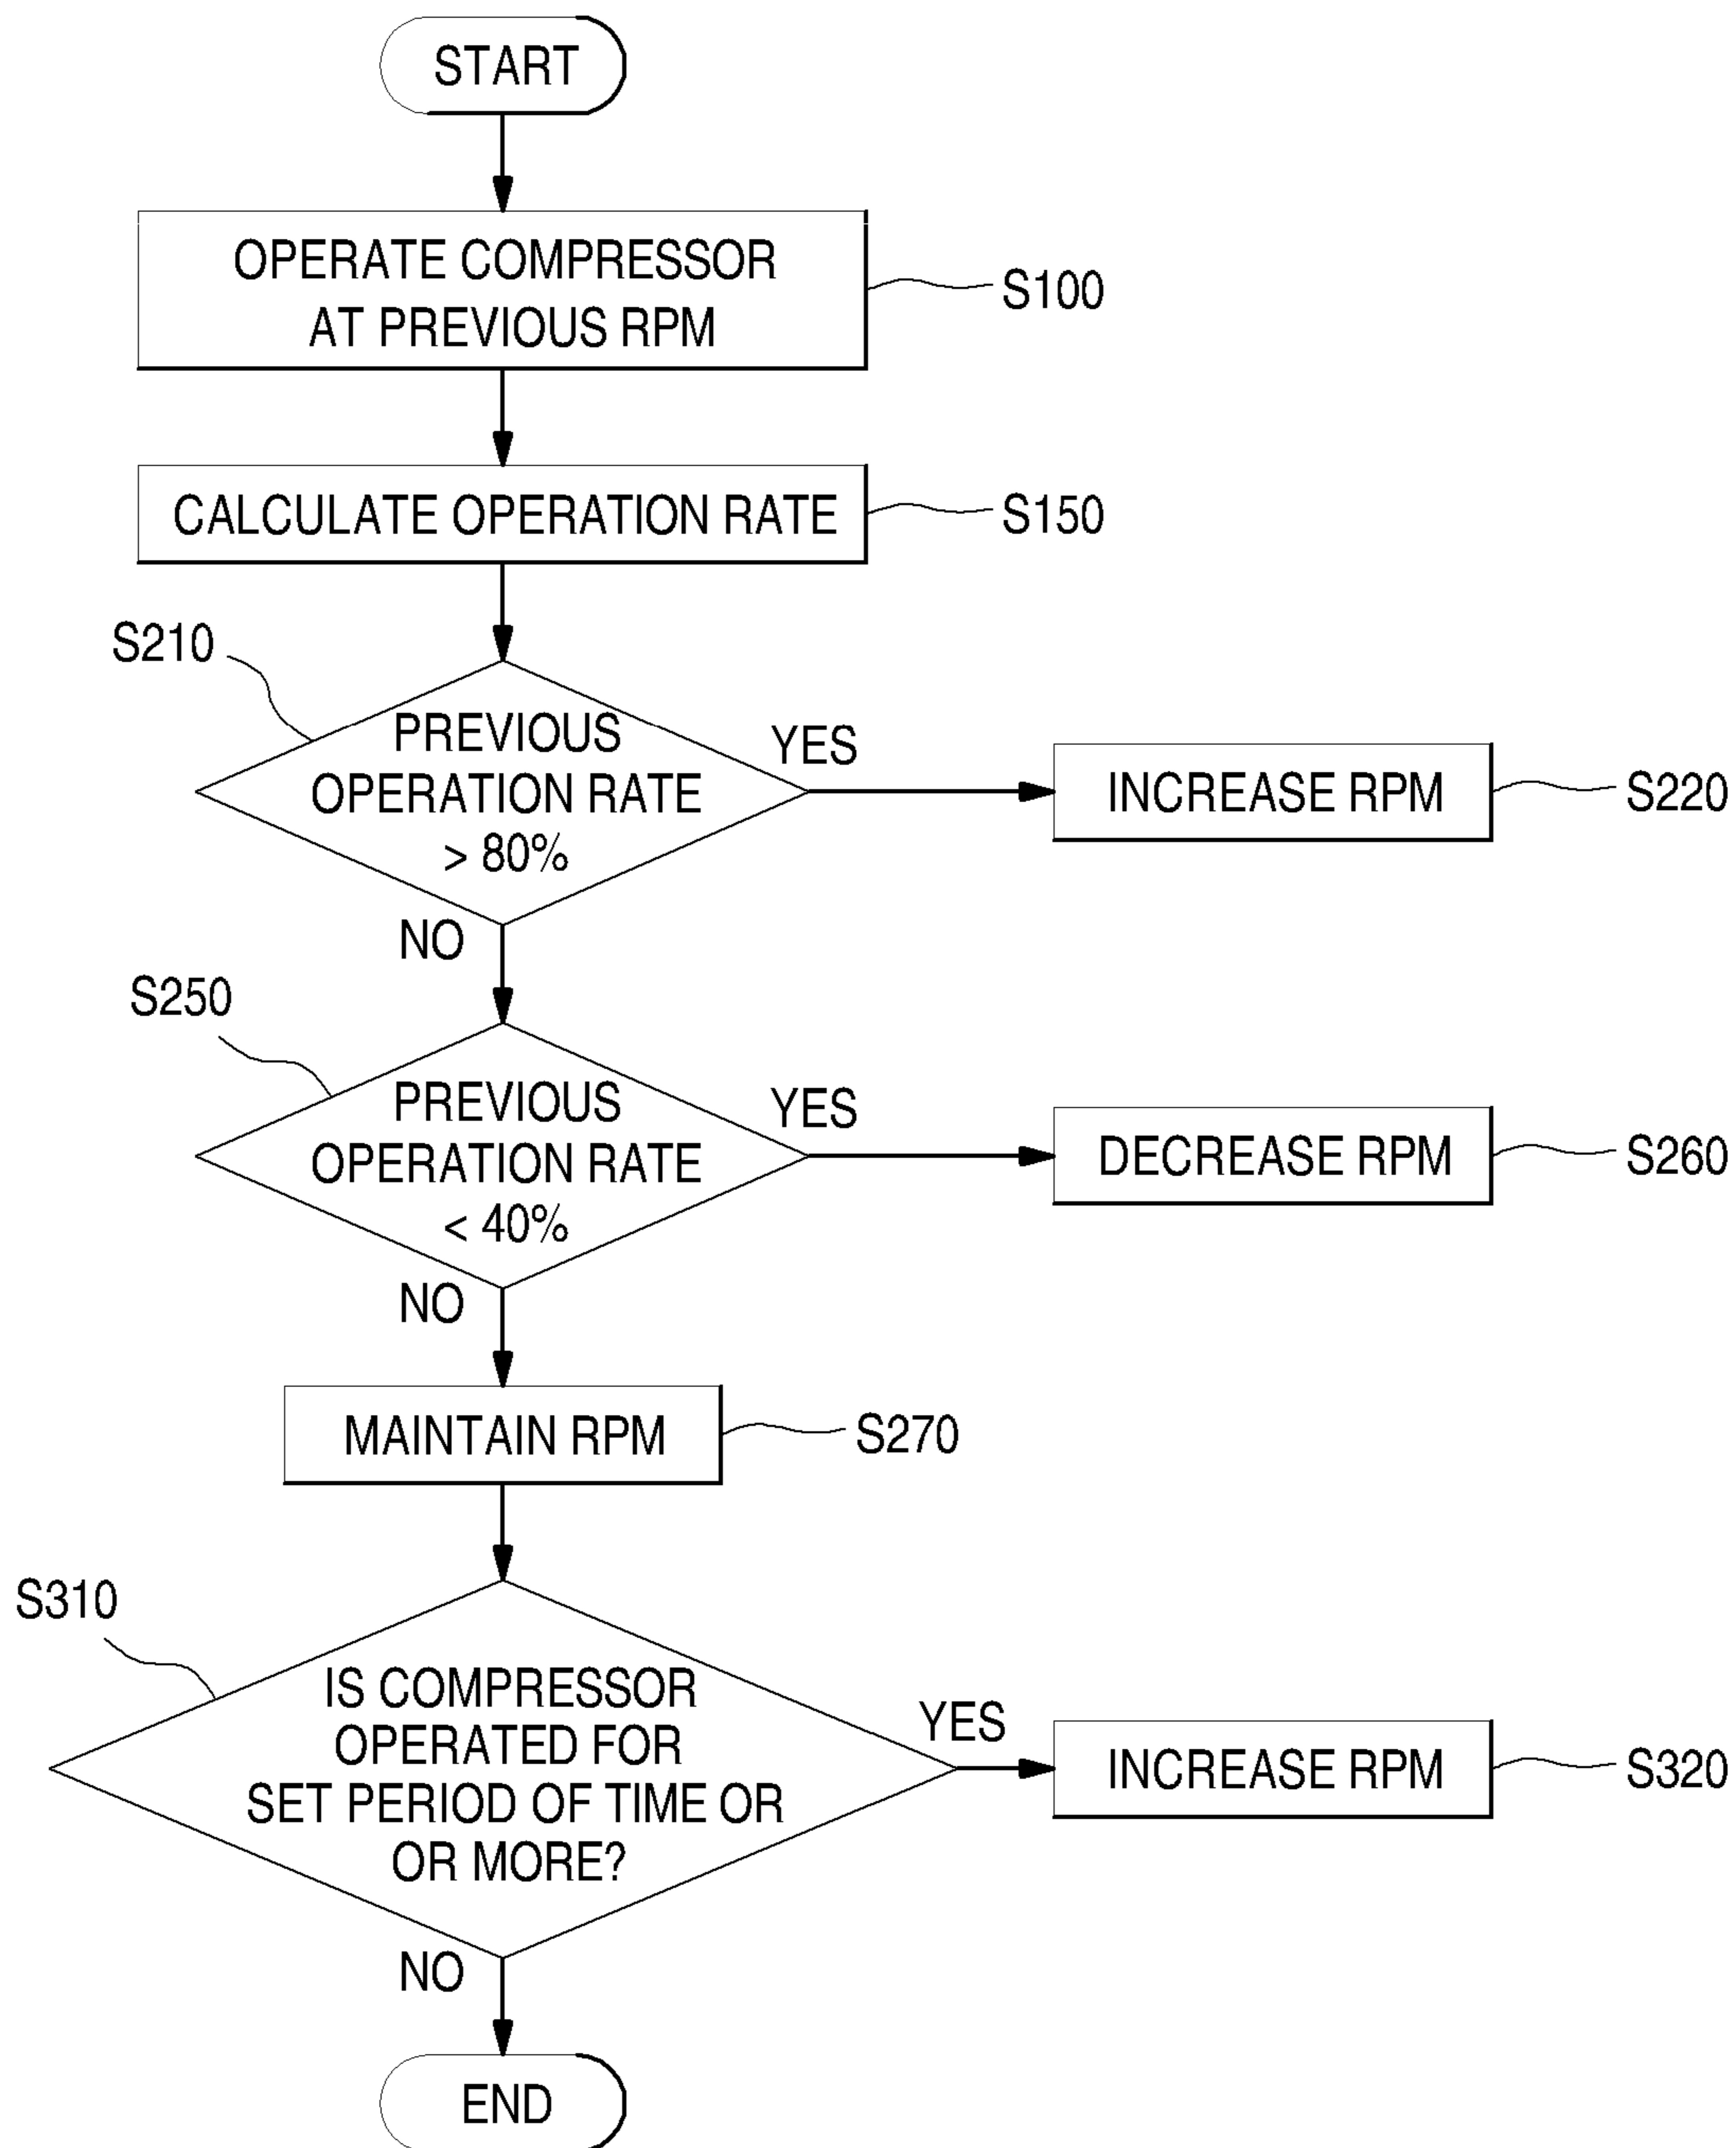 START
OPERATE COMPRESSOR
AT PREVIOUS RPM
S100
CALCULATE OPERATION RATE
S150
S210
PREVIOUS
OPERATION RATE
> 80%
YES
INCREASE RPM
S220
NO
S250
PREVIOUS
OPERATION RATE
< 40%
YES
DECREASE RPM
S260
NO
MAINTAIN RPM
S270
S310
IS COMPRESSOR
OPERATED FOR
SET PERIOD OF TIME OR
OR MORE?
YES
INCREASE RPM
S320
NO
END